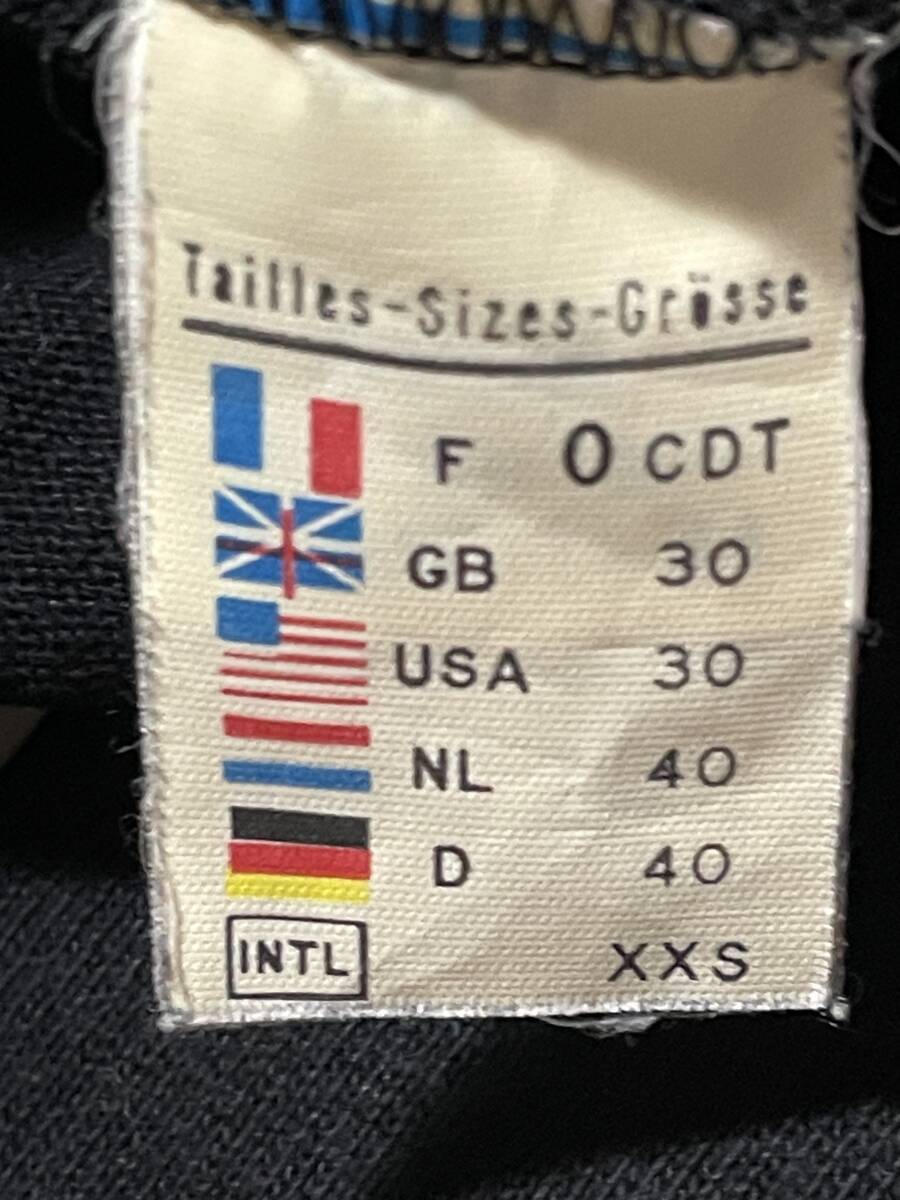 Tailles-Sizes-Grösse
F 0 CDT
GB 30
USA 30
NL 40
D 40
INTL XXS